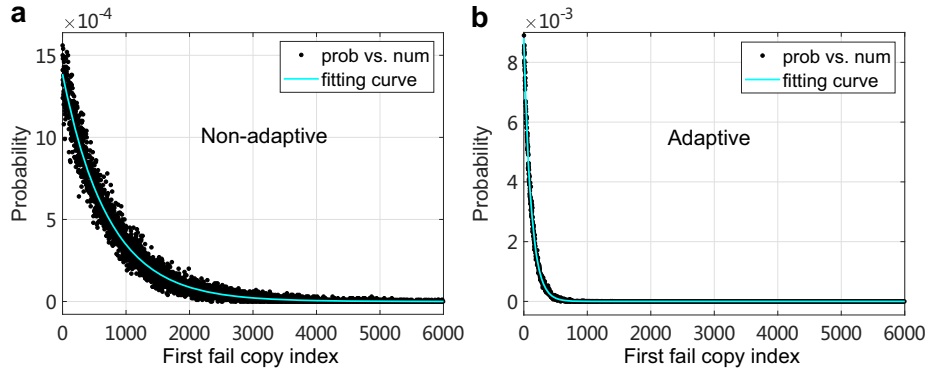 a
×10⁻⁴
15
10
5
0
Probability
prob vs. num
fitting curve
Non-adaptive
0 1000 2000 3000 4000 5000 6000
First fail copy index
b
×10⁻³
8
6
4
2
0
Probability
prob vs. num
fitting curve
Adaptive
0 1000 2000 3000 4000 5000 6000
First fail copy index